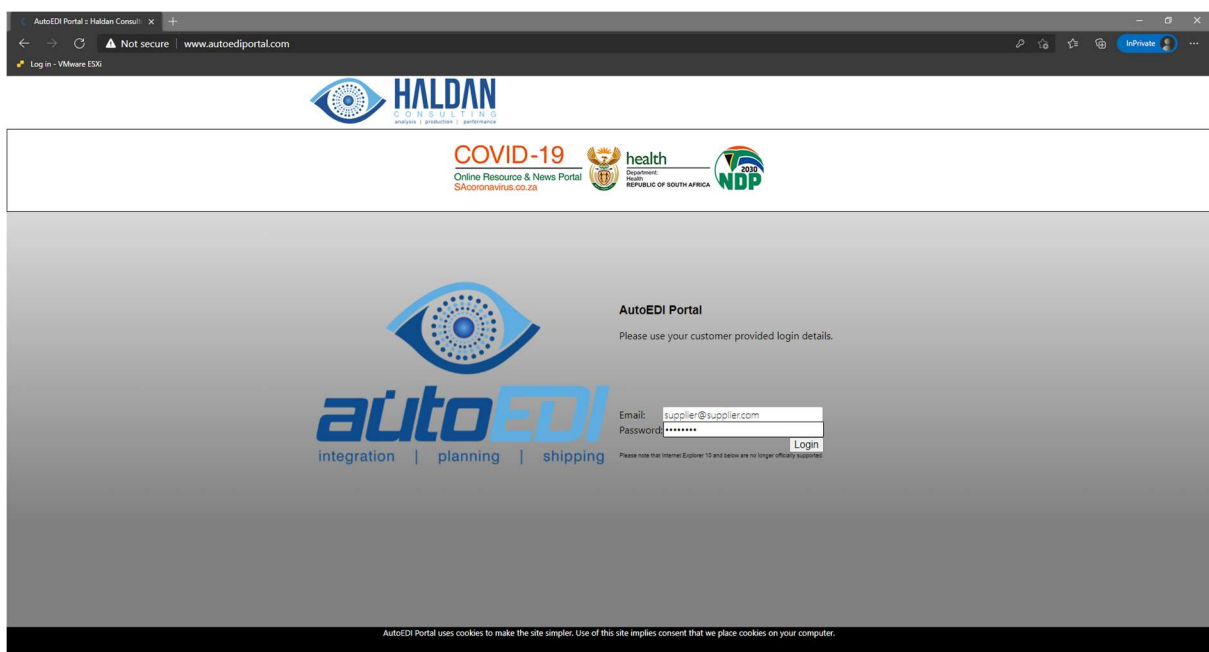 AutoEDI Portal :: Haldan Consulti
Not secure | www.autoediportal.com
InPrivate
Log in - VMware ESXi
HALDAN
CONSULTING
analysis | production | performance
COVID-19
Online Resource & News Portal
SAcoronavirus.co.za
health
Department:
Health
REPUBLIC OF SOUTH AFRICA
2030
NDP
AutoEDI Portal
Please use your customer provided login details.
autoEDI
integration | planning | shipping
Email: supplier@supplier.com
Password: ••••••••
Login
Please note that Internet Explorer 10 and below are no longer officially supported.
AutoEDI Portal uses cookies to make the site simpler. Use of this site implies consent that we place cookies on your computer.